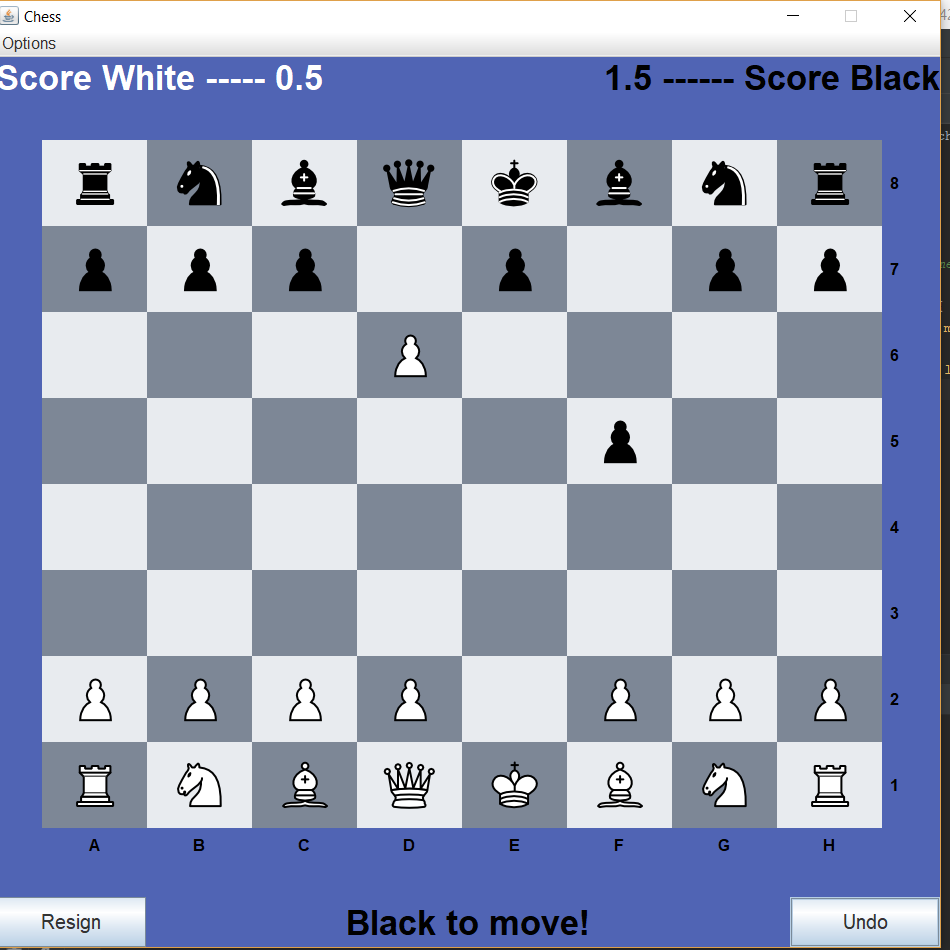 Chess
Options
Score White ----- 0.5
1.5 ------ Score Black
8
7
6
5
4
3
2
1
A B C D E F G H
Resign
Black to move!
Undo